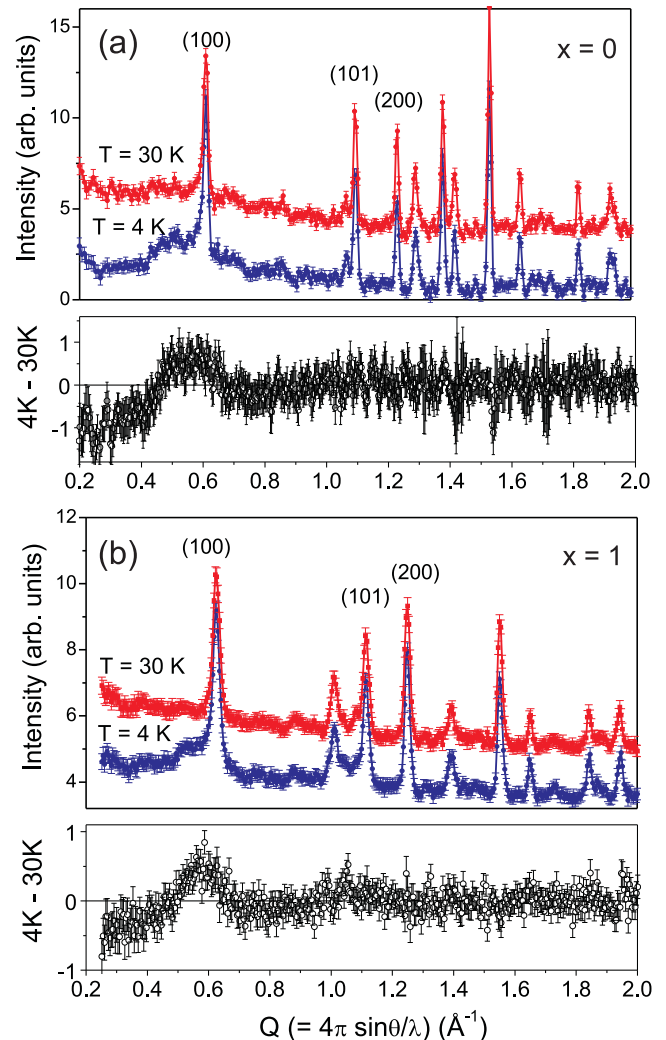 (a)
(100)
(101)
(200)
x = 0
T = 30 K
T = 4 K
Intensity (arb. units)
15
10
5
0
4K - 30K
1
0
-1
0.2 0.4 0.6 0.8 1.0 1.2 1.4 1.6 1.8 2.0
(b)
(100)
(101)
(200)
x = 1
T = 30 K
T = 4 K
Intensity (arb. units)
12
10
8
6
4
4K - 30K
1
0
-1
0.2 0.4 0.6 0.8 1.0 1.2 1.4 1.6 1.8 2.0
Q (= 4π sinθ/λ) (Å⁻¹)